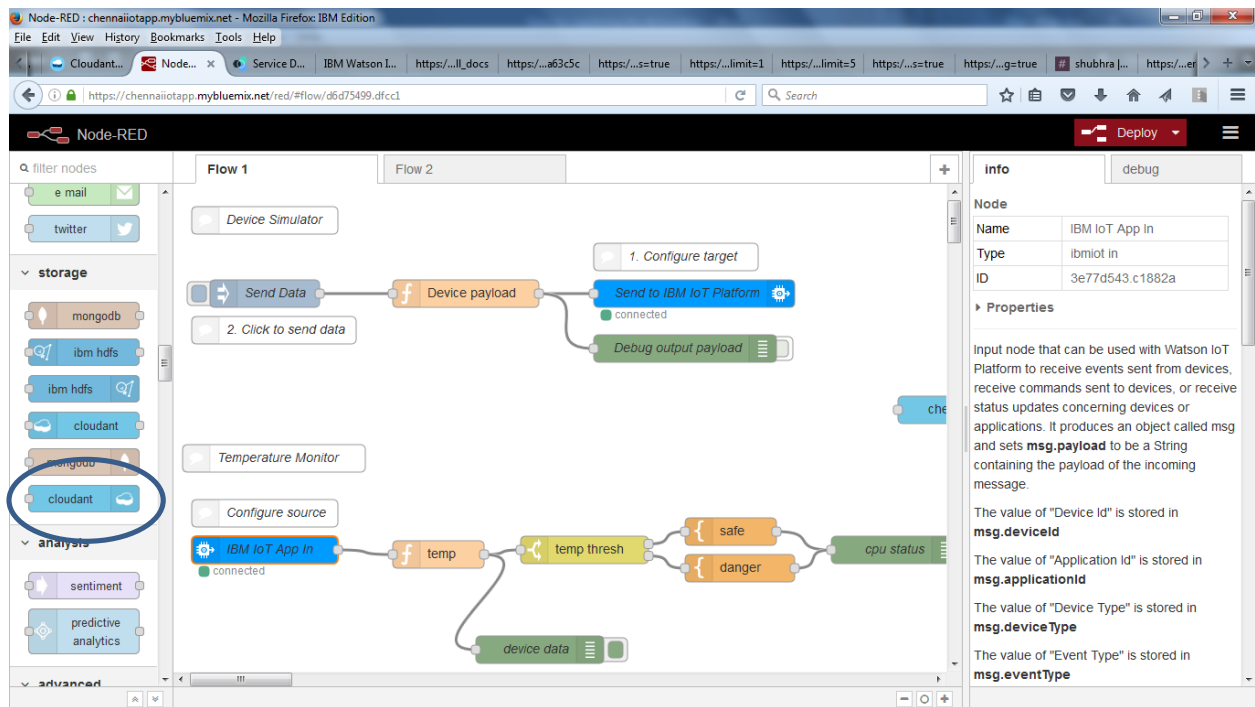 Node-RED : chennaiiotapp.mybluemix.net - Mozilla Firefox: IBM Edition
File Edit View History Bookmarks Tools Help
Cloudant... Node... × Service D... IBM Watson I... https:/...ll_docs https:/...a63c5c https:/...s=true https:/...limit=1 https:/...limit=5 https:/...s=true https:/...g=true # shubhra |... https:/...er
https://chennaiiotapp.mybluemix.net/red/#flow/d6d75499.dfcc1 Search
Node-RED Deploy
filter nodes
e mail
twitter
storage
mongodb
ibm hdfs
ibm hdfs
cloudant
mongodb
cloudant
analysis
sentiment
predictive
analytics
advanced
Flow 1 Flow 2
Device Simulator
1. Configure target
Send Data Device payload Send to IBM IoT Platform
connected
2. Click to send data
Debug output payload
che
Temperature Monitor
Configure source
IBM IoT App In temp temp thresh safe cpu status
connected
danger
device data
info debug
Node
Name IBM IoT App In
Type ibmiot in
ID 3e77d543.c1882a
Properties
Input node that can be used with Watson IoT
Platform to receive events sent from devices,
receive commands sent to devices, or receive
status updates concerning devices or
applications. It produces an object called msg
and sets msg.payload to be a String
containing the payload of the incoming
message.
The value of "Device Id" is stored in
msg.deviceId
The value of "Application Id" is stored in
msg.applicationId
The value of "Device Type" is stored in
msg.deviceType
The value of "Event Type" is stored in
msg.eventType